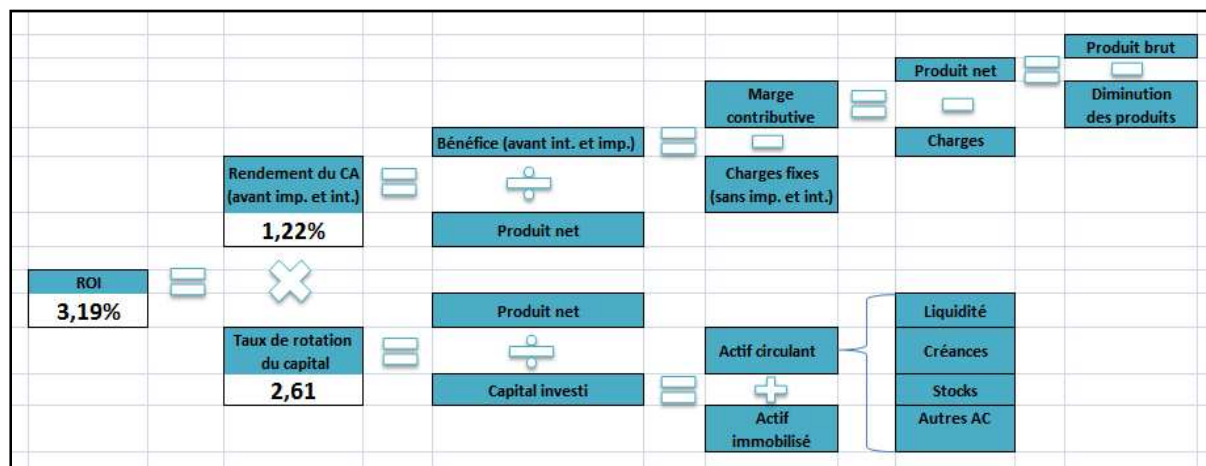 Produit brut
Produit net
Marge
contributive
Diminution
des produits
Bénéfice (avant int. et imp.)
Charges
Rendement du CA
(avant imp. et int.)
Charges fixes
(sans imp. et int.)
1,22%
Produit net
ROI
3,19%
Produit net
Liquidité
Taux de rotation
du capital
Actif circulant
Créances
2,61
Capital investi
Stocks
Actif
immobilisé
Autres AC